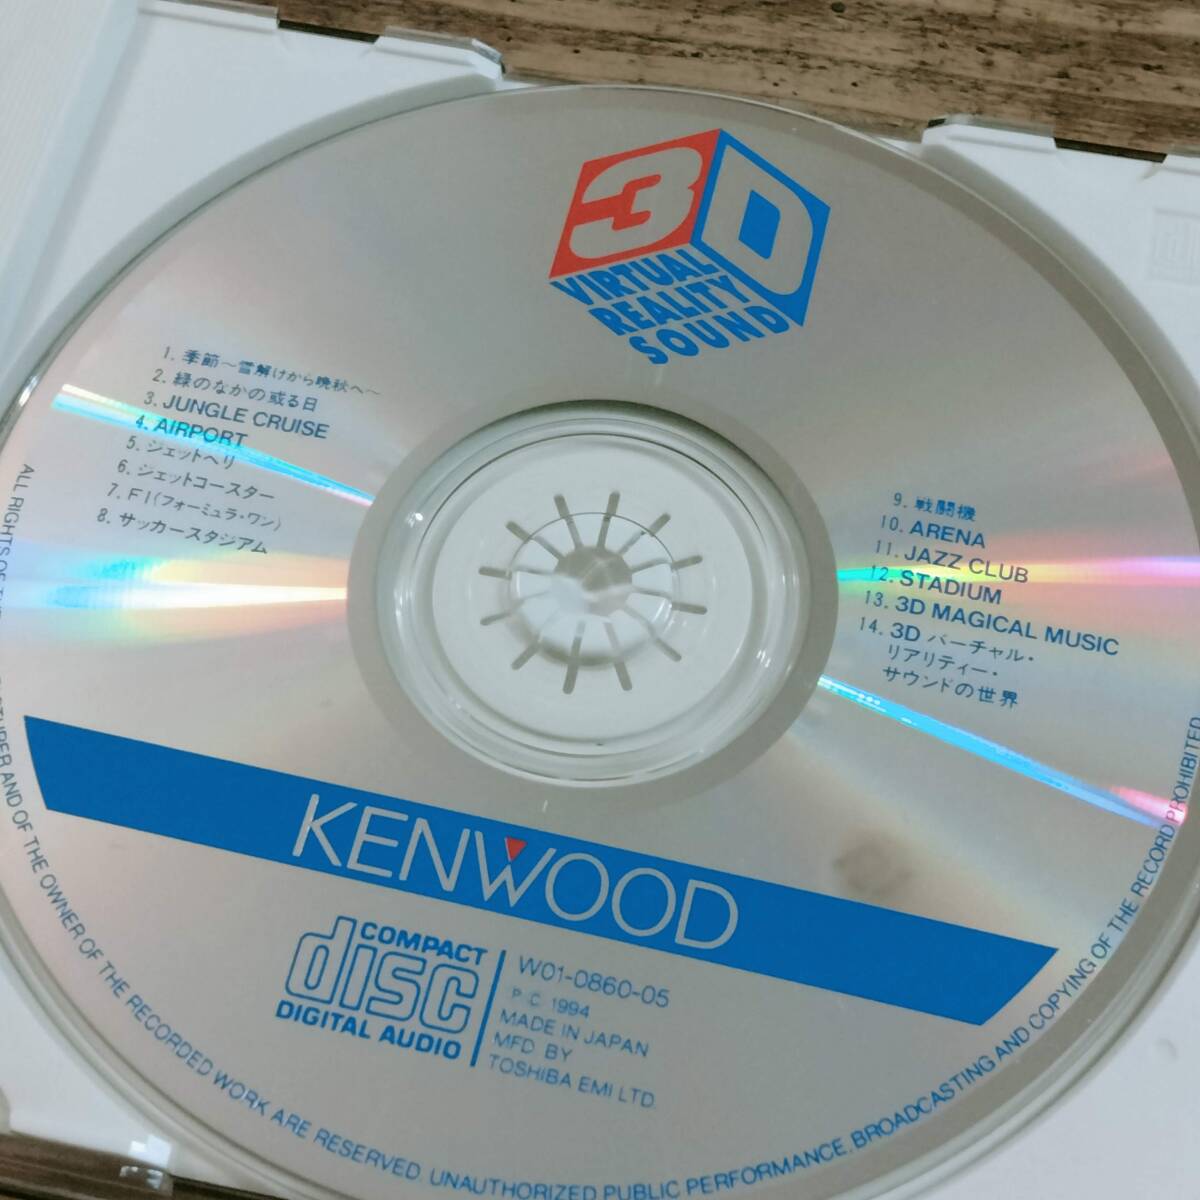 3D
VIRTUAL
REALITY
SOUND
1. 季節〜雪解けから晩秋へ〜
2. 緑のなかの或る日
3. JUNGLE CRUISE
4. AIRPORT
5. ジェットヘリ
6. ジェットコースター
7. F1(フォーミュラ・ワン)
8. サッカースタジアム
9. 戦闘機
10. ARENA
11. JAZZ CLUB
12. STADIUM
13. 3D MAGICAL MUSIC
14. 3D バーチャル・
リアリティー・
サウンドの世界
KENWOOD
COMPACT
disc
DIGITAL AUDIO
W01-0860-05
P.C 1994
MADE IN JAPAN
MFD. BY
TOSHIBA EMI LTD.
ALL RIGHTS OF AND OF THE OWNER OF THE RECORDED WORK ARE RESERVED. UNAUTHORIZED PUBLIC PERFORMANCE. BROADCASTING AND COPYING OF THE RECORD PROHIBITED